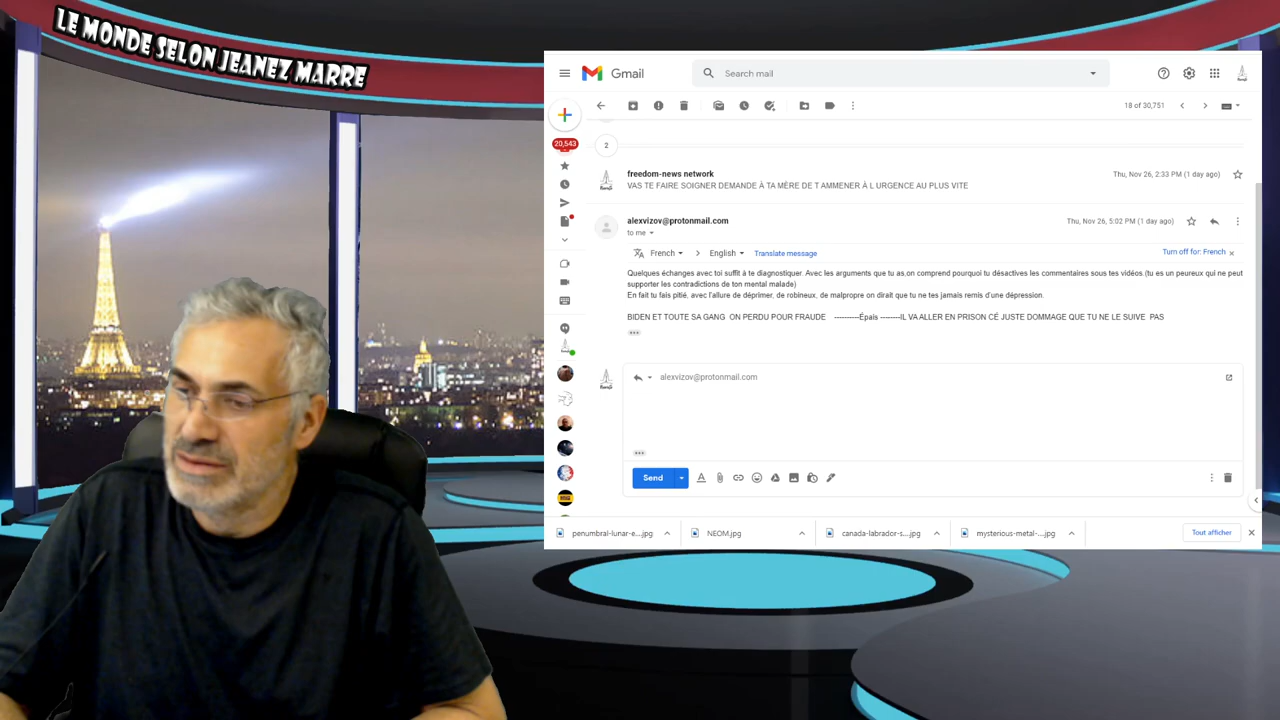 LE MONDE SELON JEANEZ MARRE
Gmail
Search mail
18 of 30,751
20,543
2
freedom-news network
Thu, Nov 26, 2:33 PM (1 day ago)
VAS TE FAIRE SOIGNER DEMANDE À TA MÈRE DE T AMMENER À L URGENCE AU PLUS VITE
alexvizov@protonmail.com
Thu, Nov 26, 5:02 PM (1 day ago)
to me
French
English
Translate message
Turn off for: French
Quelques échanges avec toi suffit à te diagnostiquer. Avec les arguments que tu as,on comprend pourquoi tu désactives les commentaires sous tes vidéos.(tu es un peureux qui ne peut
supporter les contradictions de ton mental malade)
En fait tu fais pitié, avec l'allure de déprimer, de robineux, de malpropre on dirait que tu ne tes jamais remis d'une dépression.
BIDEN ET TOUTE SA GANG ON PERDU POUR FRAUDE ----------Épais --------IL VA ALLER EN PRISON CÉ JUSTE DOMMAGE QUE TU NE LE SUIVE PAS
alexvizov@protonmail.com
Send
penumbral-lunar-e....jpg
NEOM.jpg
canada-labrador-s....jpg
mysterious-metal-....jpg
Tout afficher